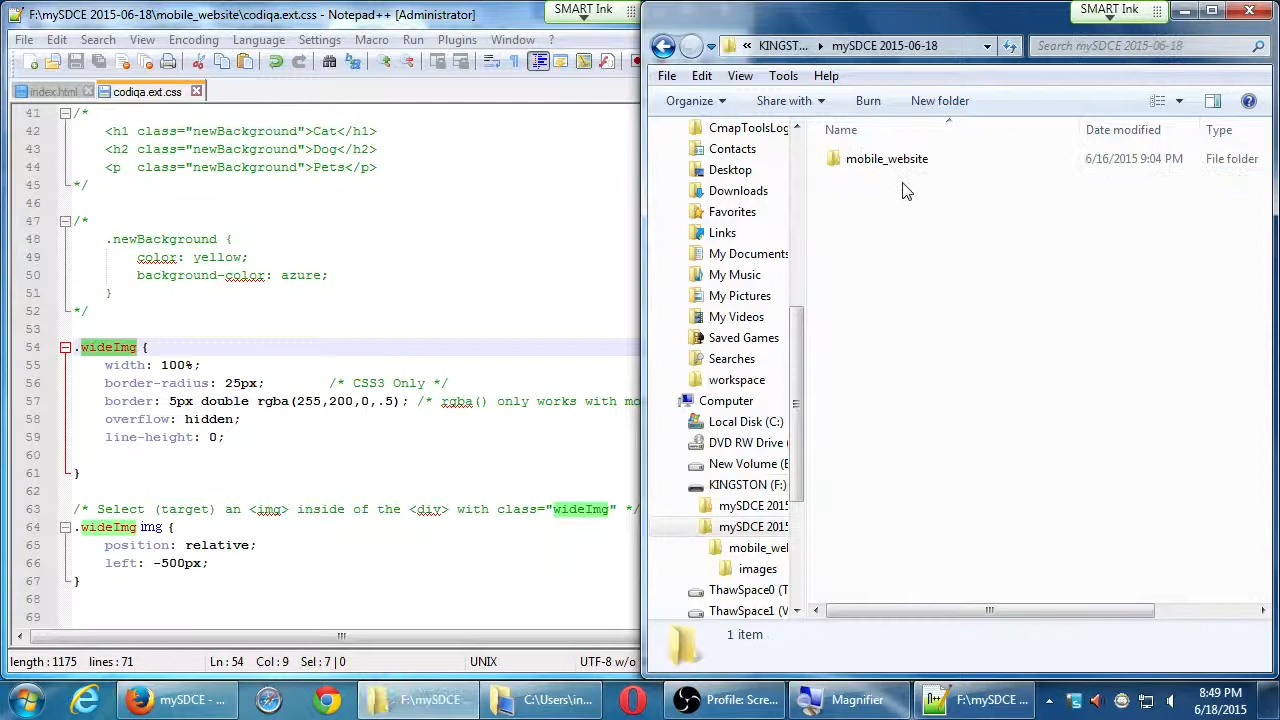 F:\mySDCE 2015-06-18\mobile_website\codiqa.ext.css - Notepad++ [Administrator]
SMART Ink
File Edit Search View Encoding Language Settings Macro Run Plugins Window ?
index.html codiqa.ext.css
41 /*
42 <h1 class="newBackground">Cat</h1>
43 <h2 class="newBackground">Dog</h2>
44 <p class="newBackground">Pets</p>
45 */
46
47 /*
48 .newBackground {
49 color: yellow;
50 background-color: azure;
51 }
52 */
53
54 .wideImg {
55 width: 100%;
56 border-radius: 25px; /* CSS3 Only */
57 border: 5px double rgba(255,200,0,.5); /* rgba() only works with mo
58 overflow: hidden;
59 line-height: 0;
60
61 }
62
63 /* Select (target) an <img> inside of the <div> with class="wideImg" */
64 .wideImg img {
65 position: relative;
66 left: -500px;
67 }
68
69
length : 1175 lines : 71 Ln : 54 Col : 9 Sel : 7 | 0 UNIX UTF-8 w/o
SMART Ink
« KINGST... mySDCE 2015-06-18
Search mySDCE 2015-06-18
File Edit View Tools Help
Organize Share with Burn New folder
CmapToolsLog
Contacts
Desktop
Downloads
Favorites
Links
My Documents
My Music
My Pictures
My Videos
Saved Games
Searches
workspace
Computer
Local Disk (C:)
DVD RW Drive (
New Volume (E
KINGSTON (F:)
mySDCE 2015
mySDCE 2015
mobile_wel
images
ThawSpace0 (T
ThawSpace1 (V
Name Date modified Type
mobile_website 6/16/2015 9:04 PM File folder
1 item
mySDCE - ...
F:\mySDCE ...
C:\Users\in...
Profile: Scre...
Magnifier
F:\mySDCE ...
8:49 PM
6/18/2015